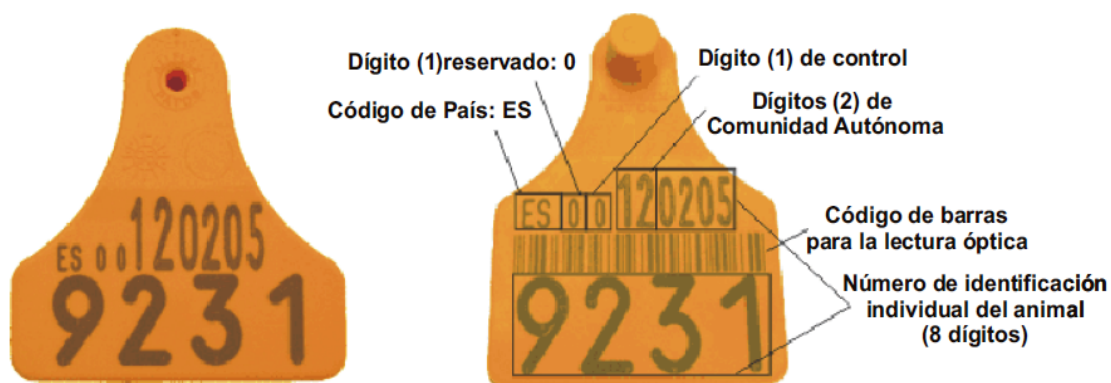 ES 0 0 120205
9231
Dígito (1)reservado: 0
Dígito (1) de control
Código de País: ES
Dígitos (2) de
Comunidad Autónoma
ES 0 0 120205
Código de barras
para la lectura óptica
9231
Número de identificación
individual del animal
(8 dígitos)